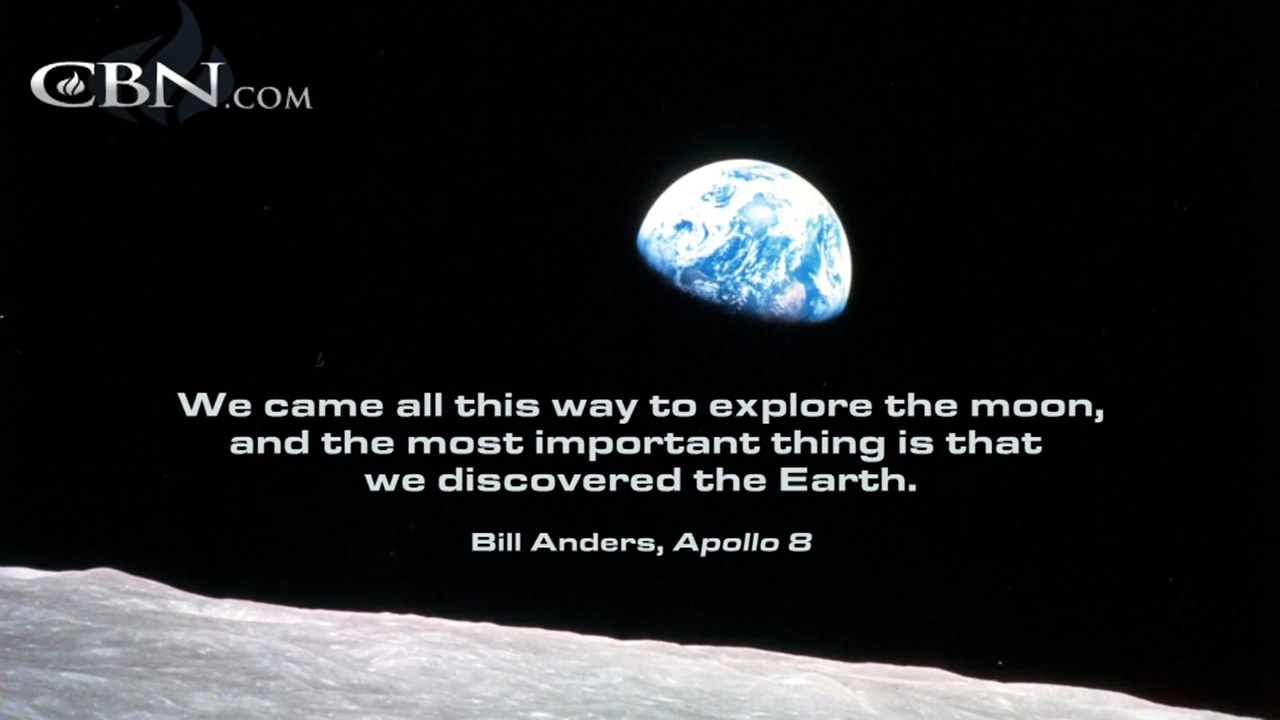 CBN.COM
We came all this way to explore the moon,
and the most important thing is that
we discovered the Earth.
Bill Anders, Apollo 8